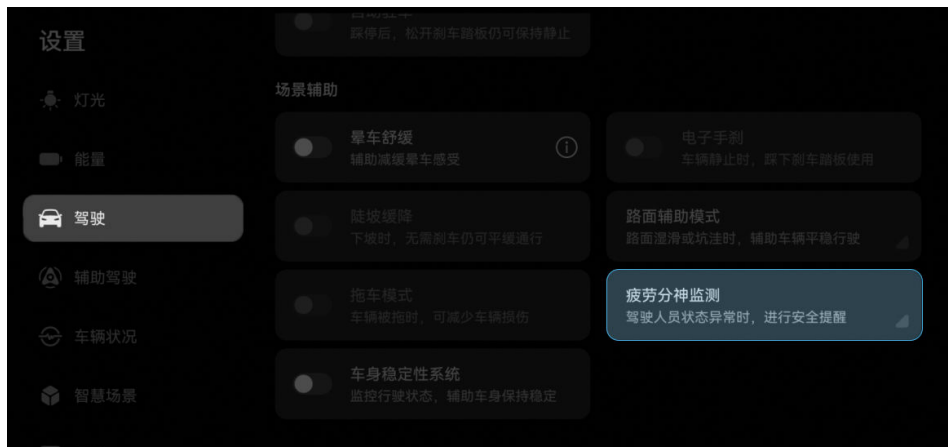 设置
灯光
能量
驾驶
辅助驾驶
车辆状况
智慧场景
踩停后，松开刹车踏板仍可保持静止
场景辅助
晕车舒缓
辅助减缓晕车感受
电子手刹
车辆静止时，踩下刹车踏板使用
陡坡缓降
下坡时，无需刹车仍可平缓通行
路面辅助模式
路面湿滑或坑洼时，辅助车辆平稳行驶
拖车模式
车辆被拖时，可减少车辆损伤
疲劳分神监测
驾驶人员状态异常时，进行安全提醒
车身稳定性系统
监控行驶状态，辅助车身保持稳定